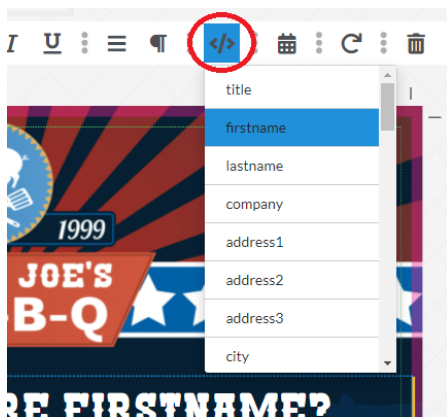 I U ¶ </>
title
firstname
lastname
company
address1
address2
address3
city
1999
JOE'S
B-Q
RE FIRSTNAME?